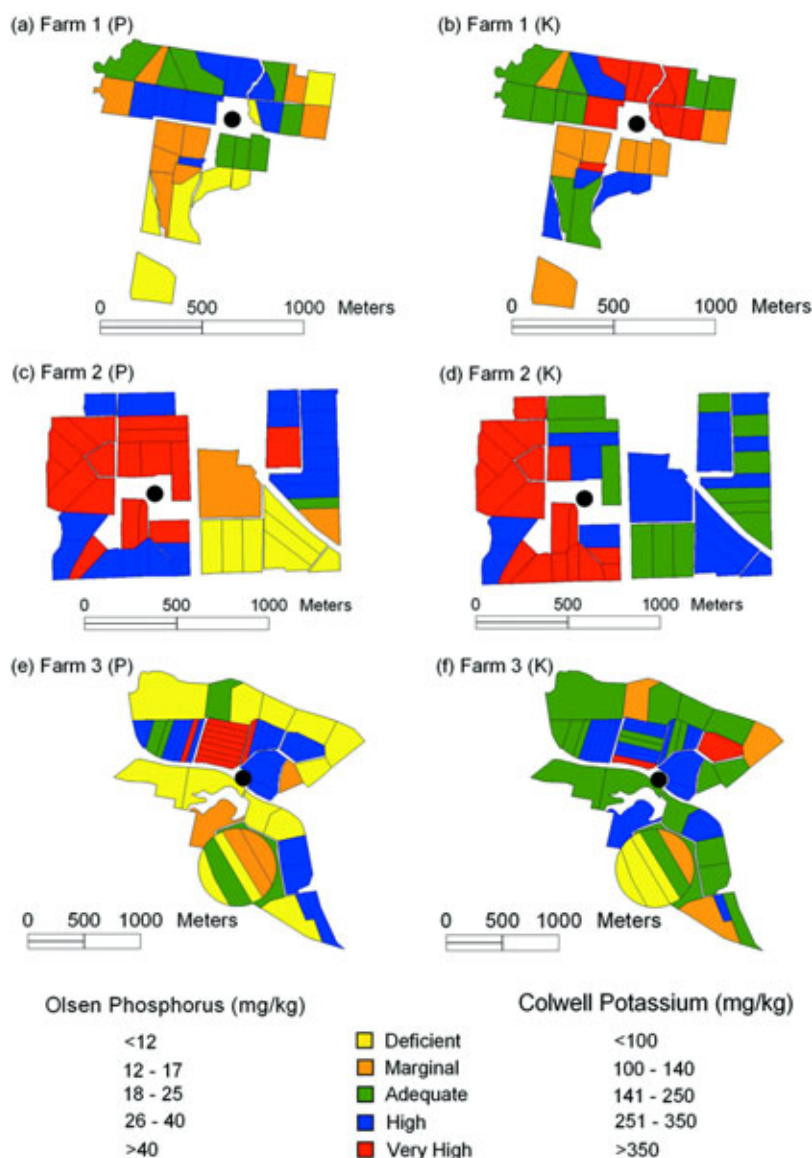 (a) Farm 1 (P)
(b) Farm 1 (K)
0 500 1000 Meters
0 500 1000 Meters
(c) Farm 2 (P)
(d) Farm 2 (K)
0 500 1000 Meters
0 500 1000 Meters
(e) Farm 3 (P)
(f) Farm 3 (K)
0 500 1000 Meters
0 500 1000 Meters
Olsen Phosphorus (mg/kg)
Colwell Potassium (mg/kg)
<12 Deficient <100
12 - 17 Marginal 100 - 140
18 - 25 Adequate 141 - 250
26 - 40 High 251 - 350
>40 Very High >350